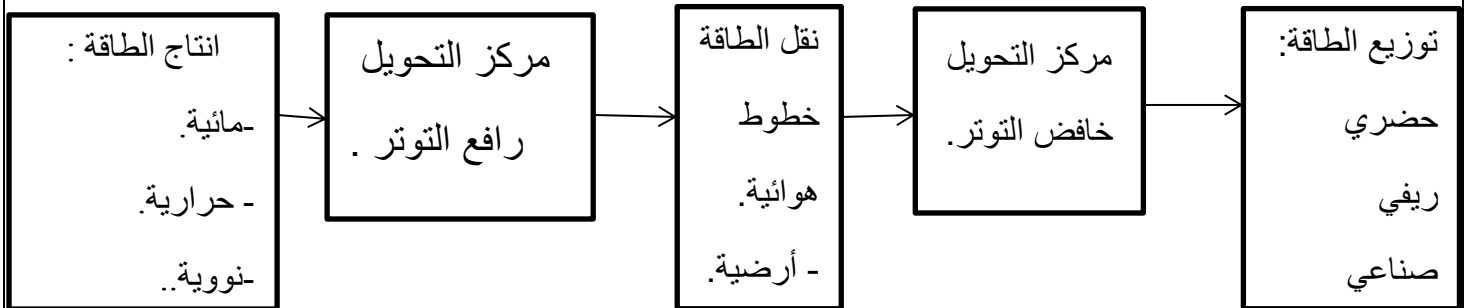 انتاج الطاقة :
-مائية.
- حرارية.
-نووية..
مركز التحويل
رافع التوتر .
نقل الطاقة
خطوط
هوائية.
- أرضية.
مركز التحويل
خافض التوتر.
توزيع الطاقة:
حضري
ريفي
صناعي